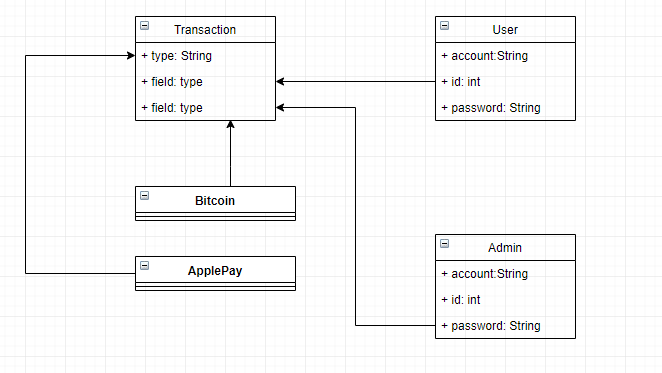 Transaction
+ type: String
+ field: type
+ field: type
User
+ account:String
+ id: int
+ password: String
Bitcoin
ApplePay
Admin
+ account:String
+ id: int
+ password: String